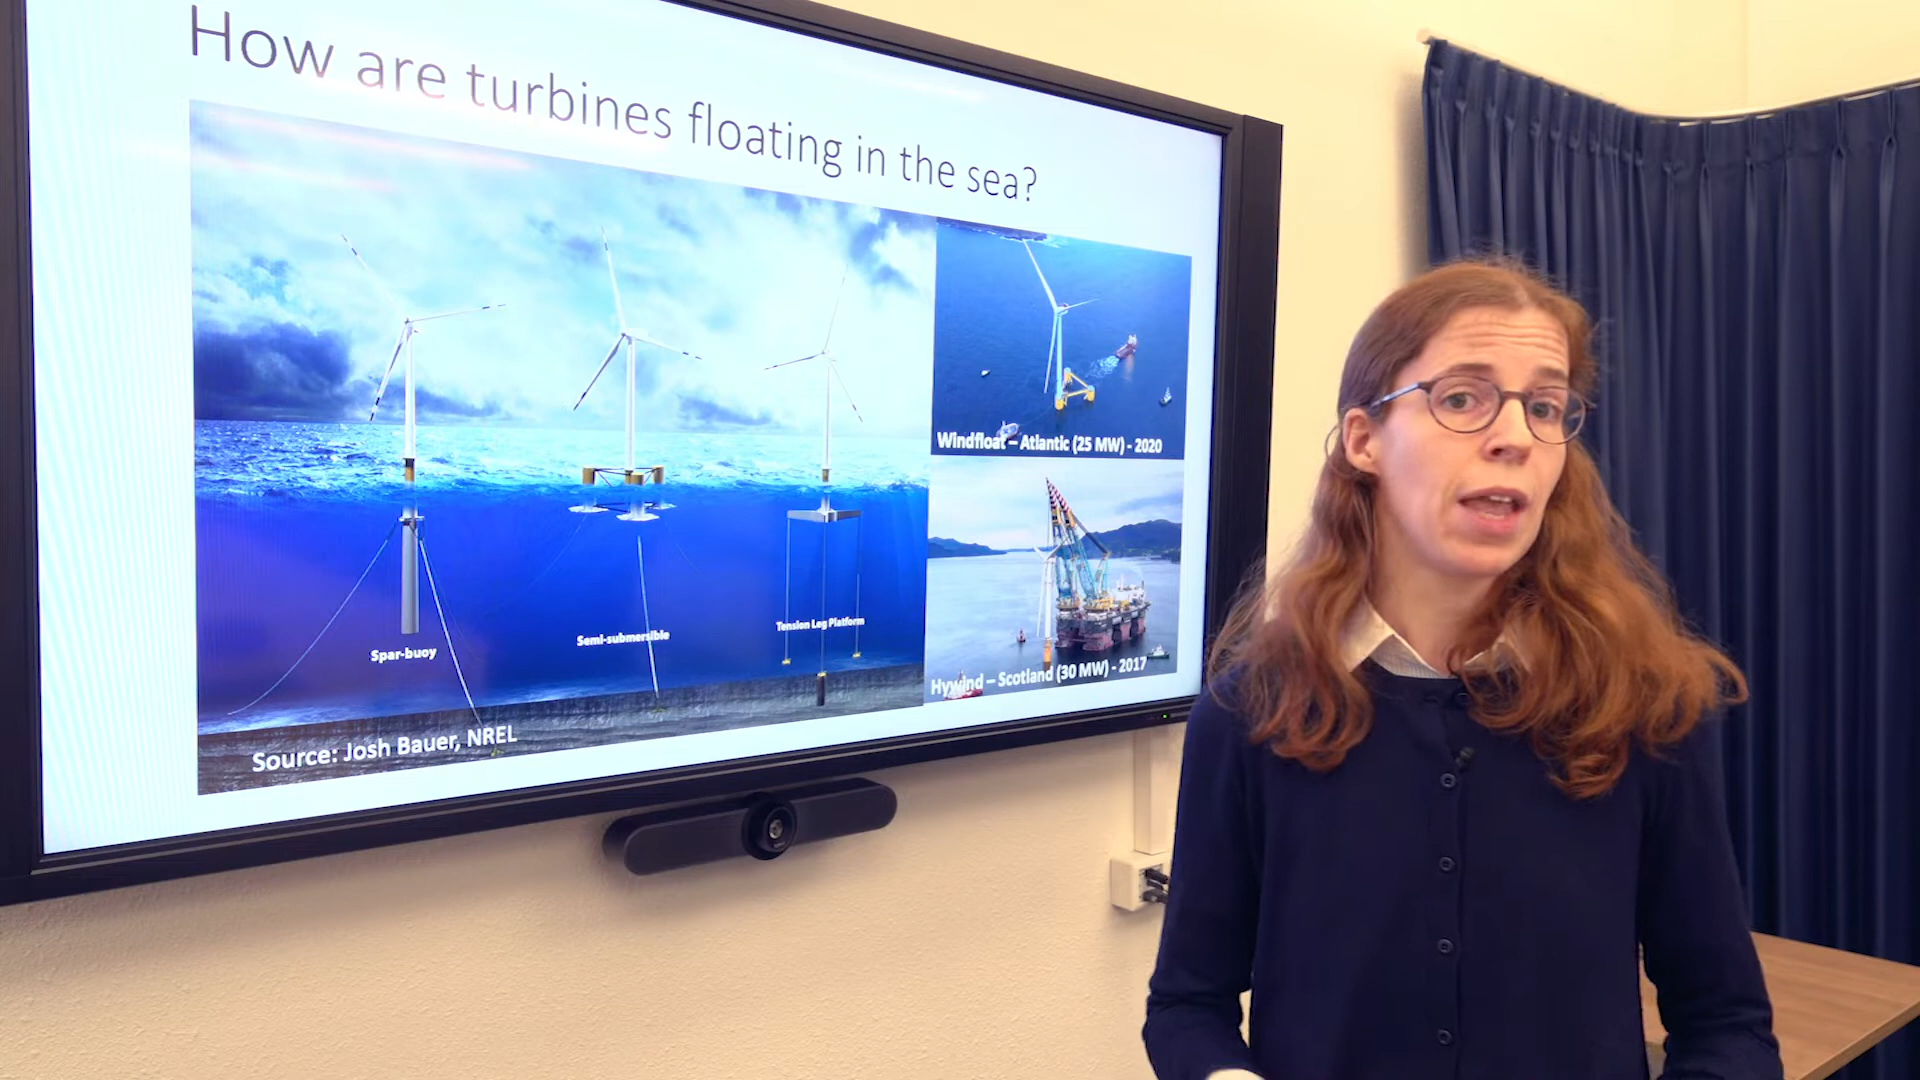 How are turbines floating in the sea?
Windfloat – Atlantic (25 MW) - 2020
Spar-buoy
Semi-submersible
Tension Leg Platform
Hywind – Scotland (30 MW) - 2017
Source: Josh Bauer, NREL